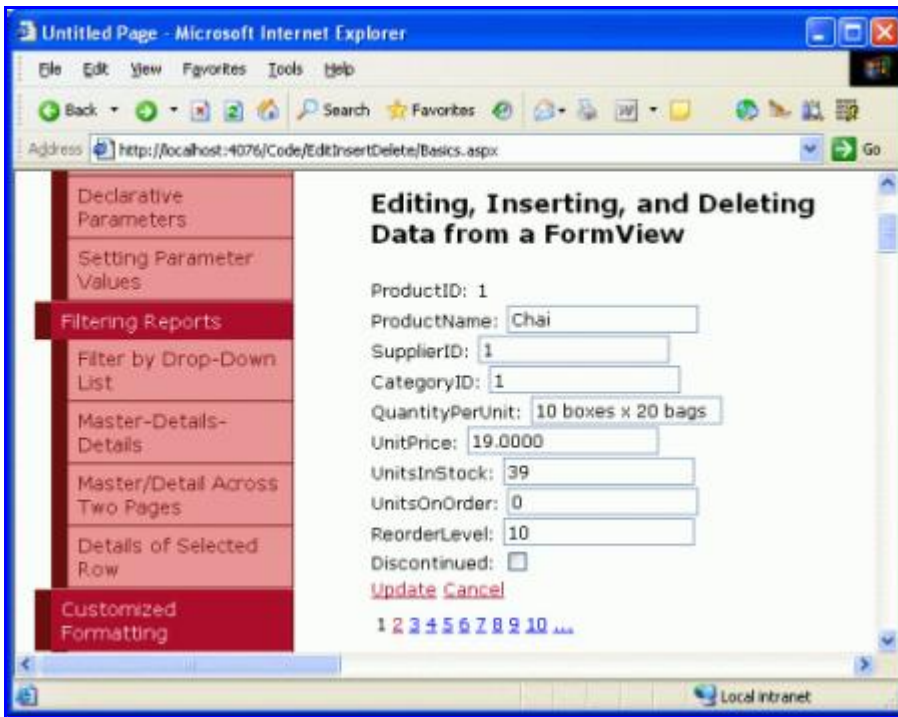 Untitled Page - Microsoft Internet Explorer
File Edit View Favorites Tools Help
Back Search Favorites
Address http://localhost:4076/Code/EditInsertDelete/Basics.aspx Go
Declarative
Parameters
Setting Parameter
Values
Filtering Reports
Filter by Drop-Down
List
Master-Details-
Details
Master/Detail Across
Two Pages
Details of Selected
Row
Customized
Formatting
Editing, Inserting, and Deleting
Data from a FormView
ProductID: 1
ProductName: Chai
SupplierID: 1
CategoryID: 1
QuantityPerUnit: 10 boxes x 20 bags
UnitPrice: 19.0000
UnitsInStock: 39
UnitsOnOrder: 0
ReorderLevel: 10
Discontinued:
Update Cancel
1 2 3 4 5 6 7 8 9 10 ...
Local intranet